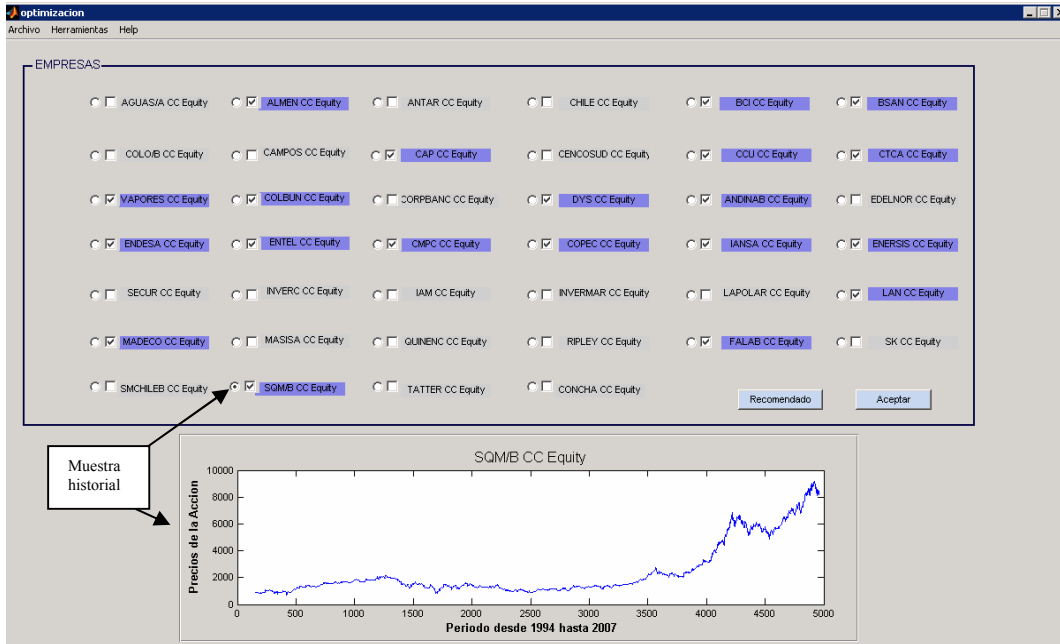 optimizacion
Archivo Herramientas Help
EMPRESAS
AGUAS/A CC Equity ALMEN CC Equity ANTAR CC Equity CHILE CC Equity BCI CC Equity BSAN CC Equity
COLO/B CC Equity CAMPOS CC Equity CAP CC Equity CENCOSUD CC Equity CCU CC Equity CTCA CC Equity
VAPORES CC Equity COLBUN CC Equity CORPBANC CC Equity DYS CC Equity ANDINAB CC Equity EDELNOR CC Equity
ENDESA CC Equity ENTEL CC Equity CMPC CC Equity COPEC CC Equity IANSA CC Equity ENERSIS CC Equity
SECUR CC Equity INVERC CC Equity IAM CC Equity INVERMAR CC Equity LAPOLAR CC Equity LAN CC Equity
MADECO CC Equity MASISA CC Equity QUINENC CC Equity RIPLEY CC Equity FALAB CC Equity SK CC Equity
SMCHILEB CC Equity SQM/B CC Equity TATTER CC Equity CONCHA CC Equity
Recomendado Aceptar
Muestra
historial
SQM/B CC Equity
Precios de la Accion
10000
8000
6000
4000
2000
0
0 500 1000 1500 2000 2500 3000 3500 4000 4500 5000
Periodo desde 1994 hasta 2007